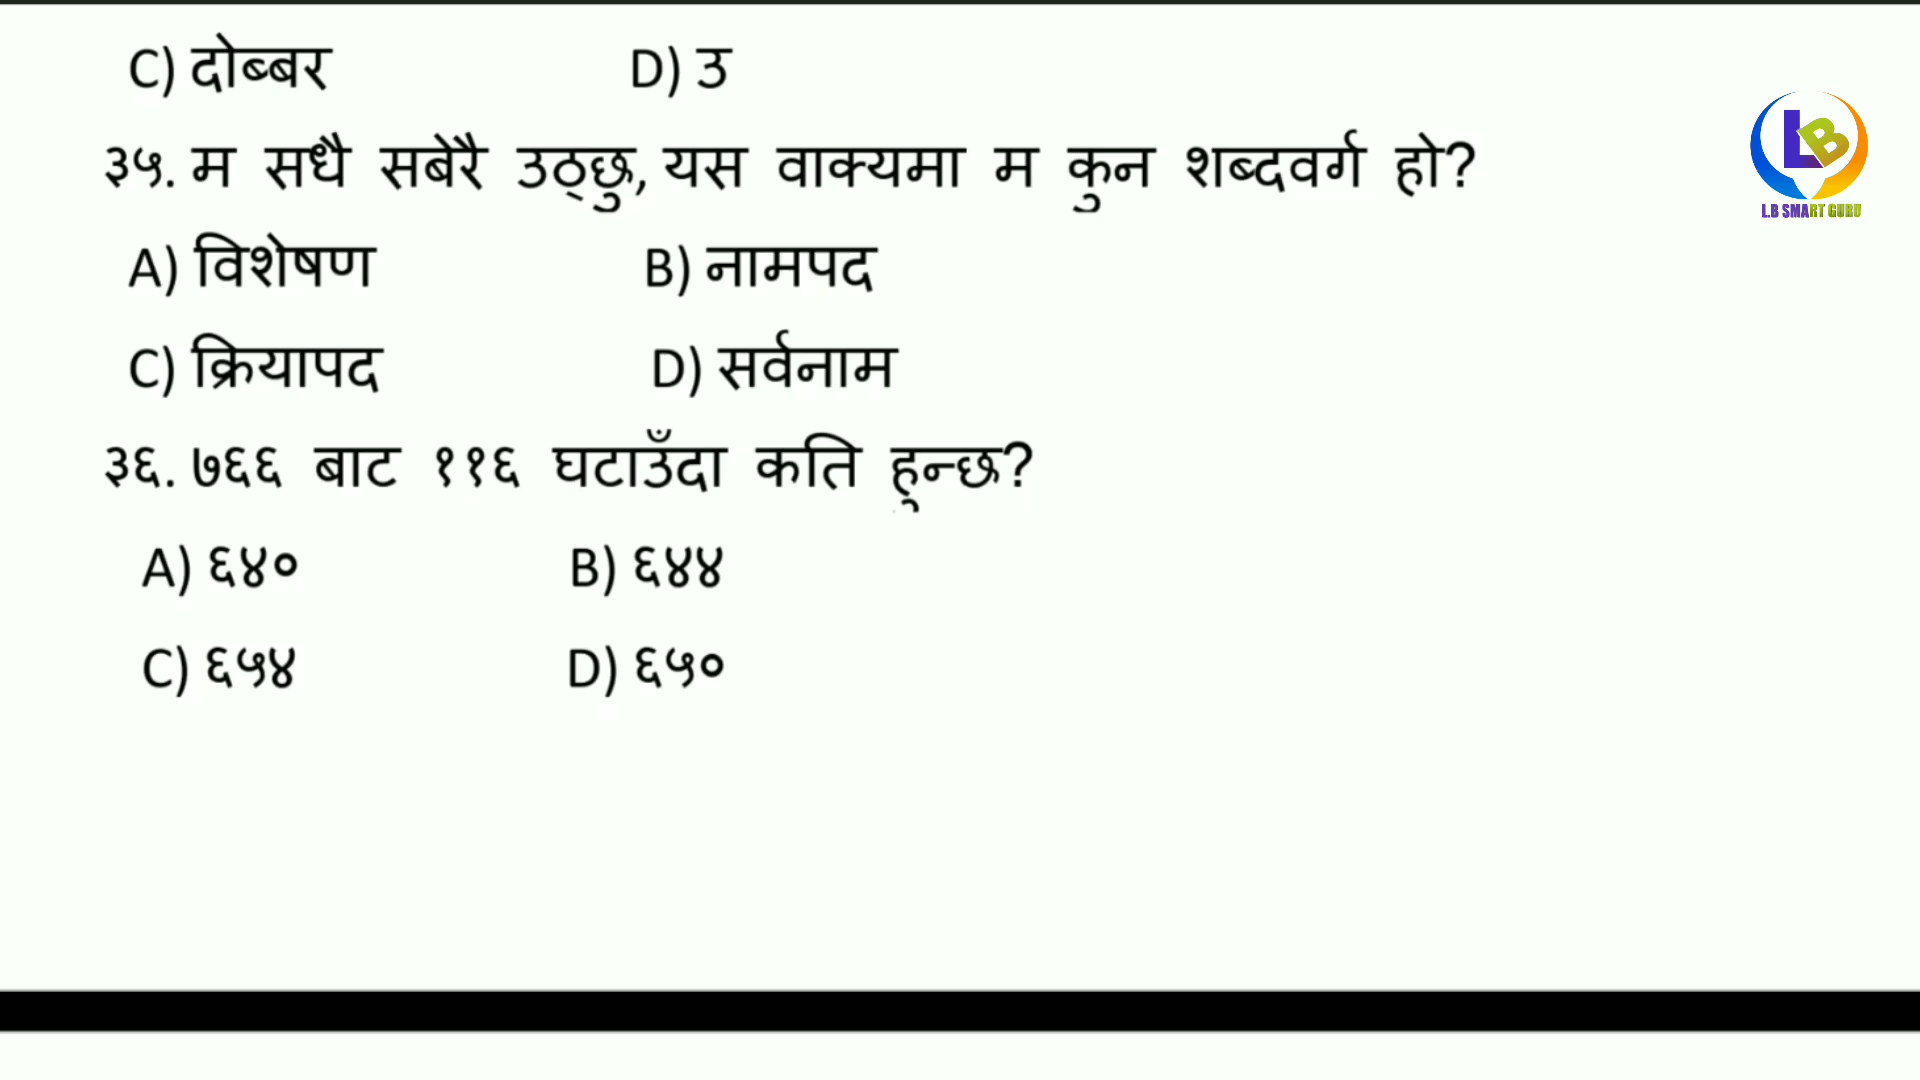 C) दोब्बर D) उ
३५. म सधै सबेरै उठ्छु, यस वाक्यमा म कुन शब्दवर्ग हो?
A) विशेषण B) नामपद
C) क्रियापद D) सर्वनाम
३६. ७६६ बाट ११६ घटाउँदा कति हुन्छ?
A) ६४० B) ६४४
C) ६५४ D) ६५०
LB
L.B SMART GURU